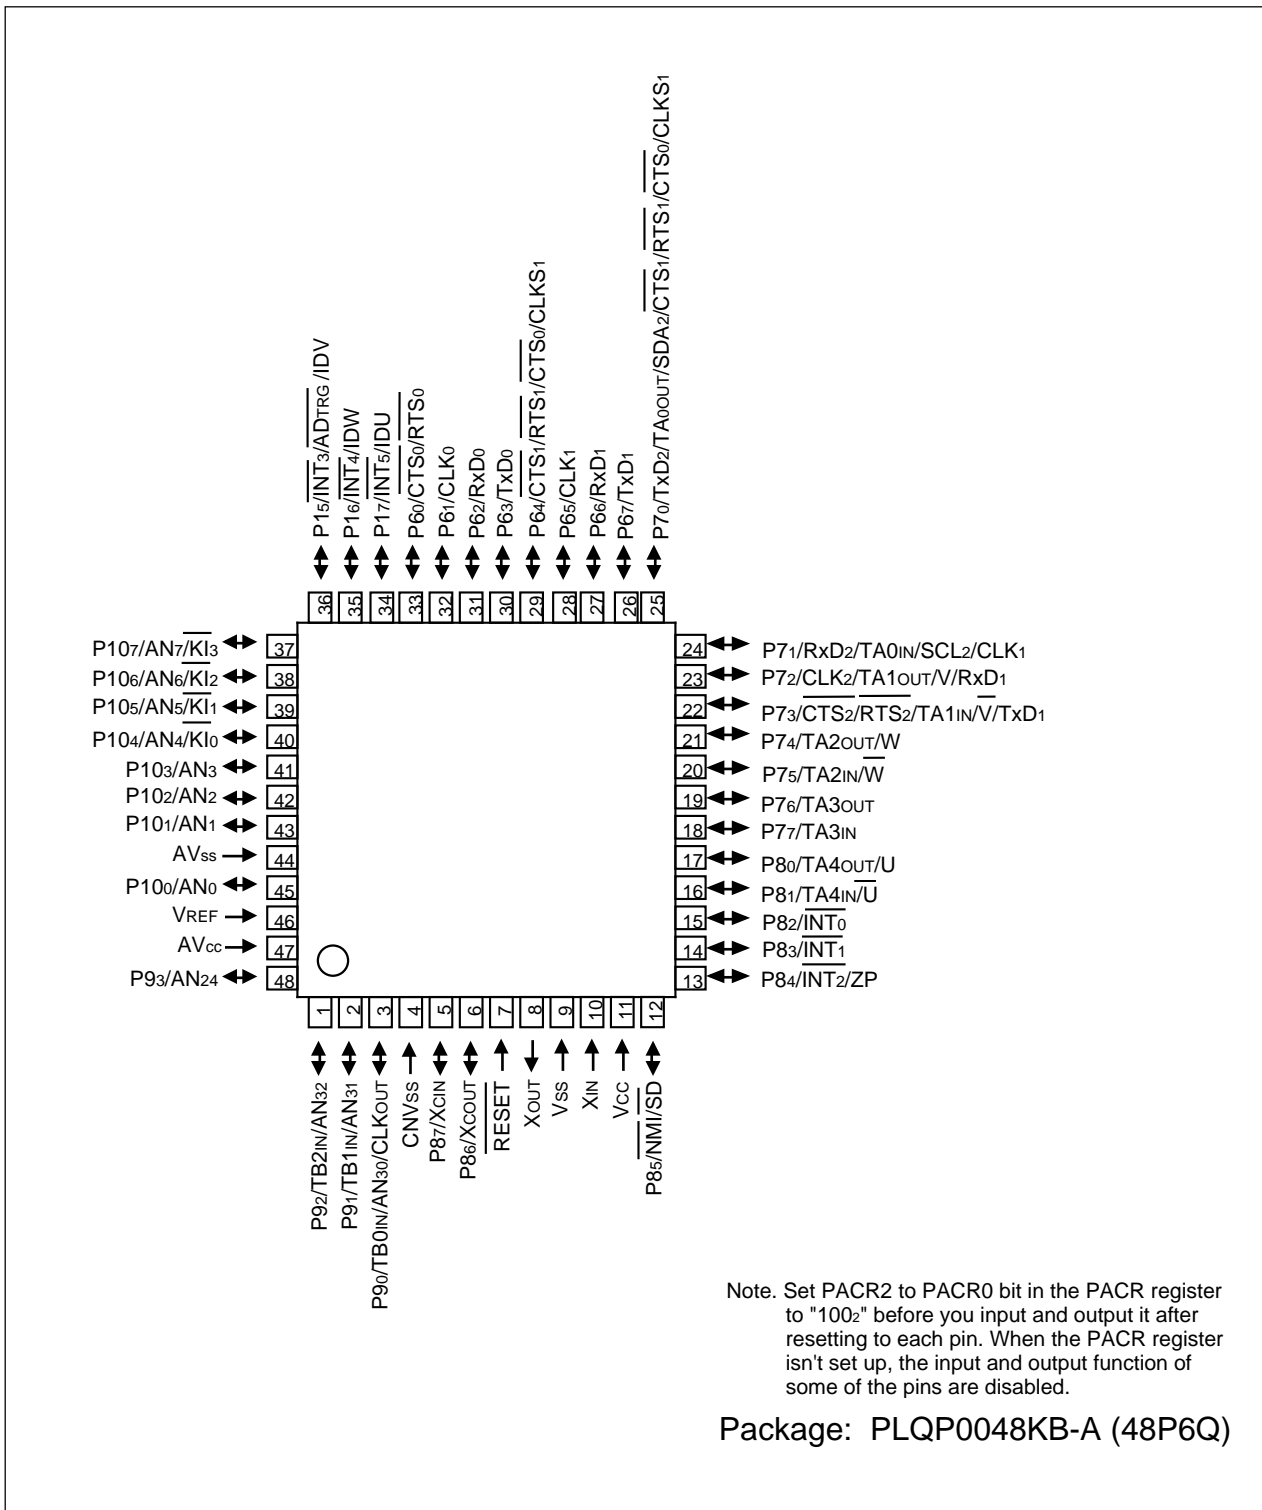 P15/INT3/ADTRG/IDV
P16/INT4/IDW
P17/INT5/IDU
P60/CTS0/RTS0
P61/CLK0
P62/RxD0
P63/TxD0
P64/CTS1/RTS1/CTS0/CLKS1
P65/CLK1
P66/RxD1
P67/TxD1
P70/TxD2/TA0OUT/SDA2/CTS1/RTS1/CTS0/CLKS1
36
35
34
33
32
31
30
29
28
27
26
25
P107/AN7/KI3
37
P106/AN6/KI2
38
P105/AN5/KI1
39
P104/AN4/KI0
40
P103/AN3
41
P102/AN2
42
P101/AN1
43
AVss
44
P100/AN0
45
VREF
46
AVcc
47
P93/AN24
48
24
P71/RxD2/TA0IN/SCL2/CLK1
23
P72/CLK2/TA1OUT/V/RxD1
22
P73/CTS2/RTS2/TA1IN/V/TxD1
21
P74/TA2OUT/W
20
P75/TA2IN/W
19
P76/TA3OUT
18
P77/TA3IN
17
P80/TA4OUT/U
16
P81/TA4IN/U
15
P82/INT0
14
P83/INT1
13
P84/INT2/ZP
1
2
3
4
5
6
7
8
9
10
11
12
P92/TB2IN/AN32
P91/TB1IN/AN31
P90/TB0IN/AN30/CLKOUT
CNVss
P87/XCIN
P86/XCOUT
RESET
XOUT
Vss
XIN
Vcc
P85/NMI/SD
Note. Set PACR2 to PACR0 bit in the PACR register
to "1002" before you input and output it after
resetting to each pin. When the PACR register
isn't set up, the input and output function of
some of the pins are disabled.
Package: PLQP0048KB-A (48P6Q)